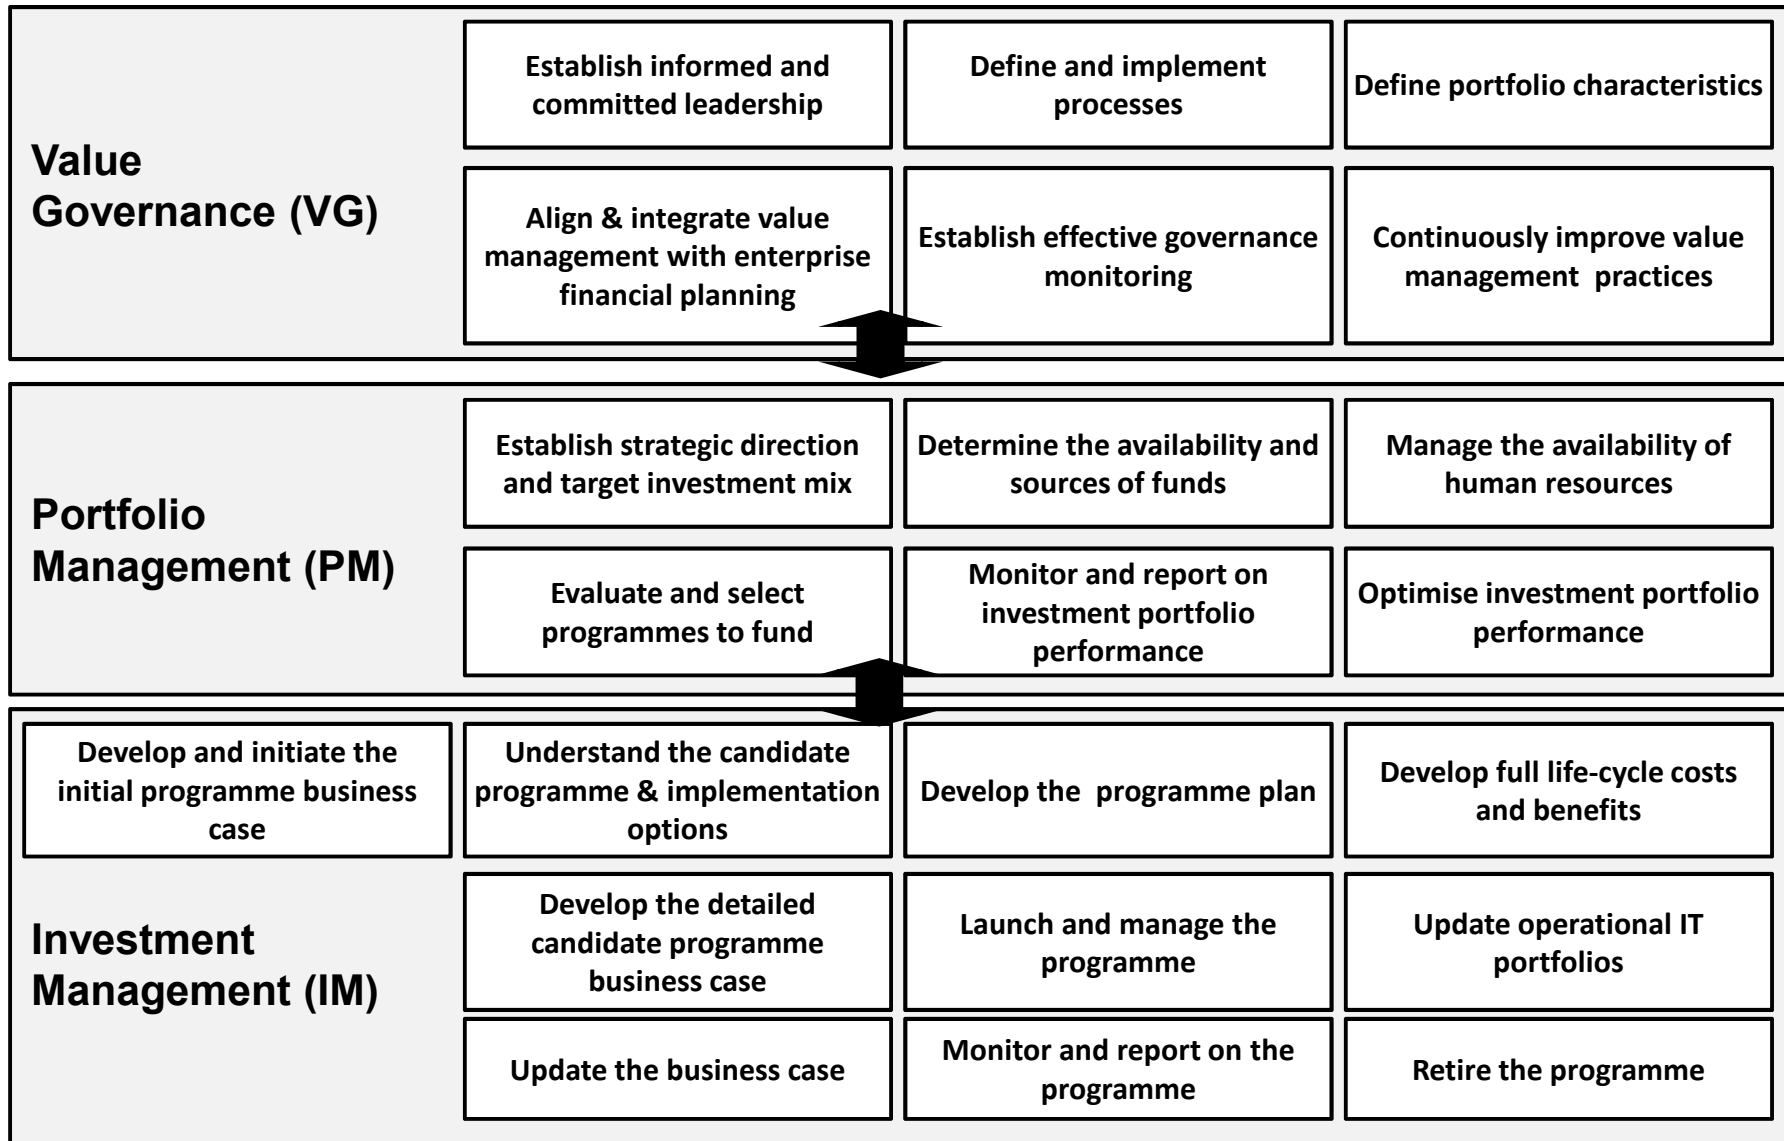 Value
Governance (VG)
Establish informed and
committed leadership
Define and implement
processes
Define portfolio characteristics
Align & integrate value
management with enterprise
financial planning
Establish effective governance
monitoring
Continuously improve value
management  practices
Portfolio
Management (PM)
Establish strategic direction
and target investment mix
Determine the availability and
sources of funds
Manage the availability of
human resources
Evaluate and select
programmes to fund
Monitor and report on
investment portfolio
performance
Optimise investment portfolio
performance
Develop and initiate the
initial programme business
case
Understand the candidate
programme & implementation
options
Develop the  programme plan
Develop full life-cycle costs
and benefits
Investment
Management (IM)
Develop the detailed
candidate programme
business case
Launch and manage the
programme
Update operational IT
portfolios
Update the business case
Monitor and report on the
programme
Retire the programme